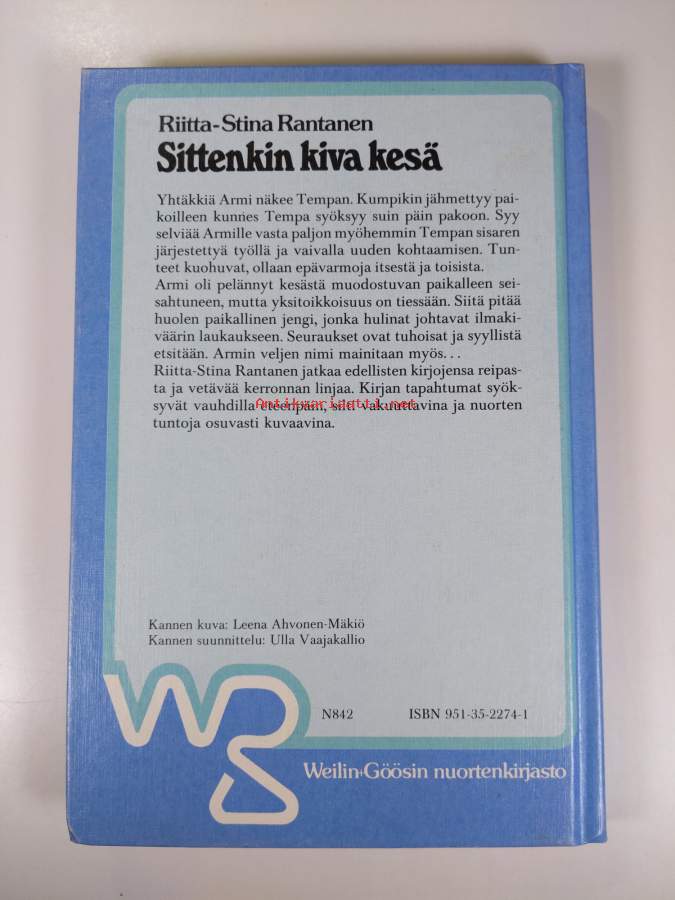 Riitta-Stina Rantanen
Sittenkin kiva kesä
Yhtäkkiä Armi näkee Tempan. Kumpikin jähmettyy pai-
koilleen kunnes Tempa syöksyy suin päin pakoon. Syy
selviää Armille vasta paljon myöhemmin Tempan sisaren
järjestettyä työllä ja vaivalla uuden kohtaamisen. Tun-
teet kuohuvat, ollaan epävarmoja itsestä ja toisista.
Armi oli pelännyt kesästä muodostuvan paikalleen sei-
sahtuneen, mutta yksitoikkoisuus on tiessään. Siitä pitää
huolen paikallinen jengi, jonka hulinat johtavat ilmaki-
väärin laukaukseen. Seuraukset ovat tuhoisat ja syyllistä
etsitään. Armin veljen nimi mainitaan myös...
Riitta-Stina Rantanen jatkaa edellisten kirjojensa reipas-
ta ja vetävää kerronnan linjaa. Kirjan tapahtumat syök-
syvät vauhdilla eteenpäin, silti vakuuttavina ja nuorten
Antikvariaatti.net
tuntoja osuvasti kuvaavina.
Kannen kuva: Leena Ahvonen-Mäkiö
Kannen suunnittelu: Ulla Vaajakallio
N842 ISBN 951-35-2274-1
Weilin+Göösin nuortenkirjasto